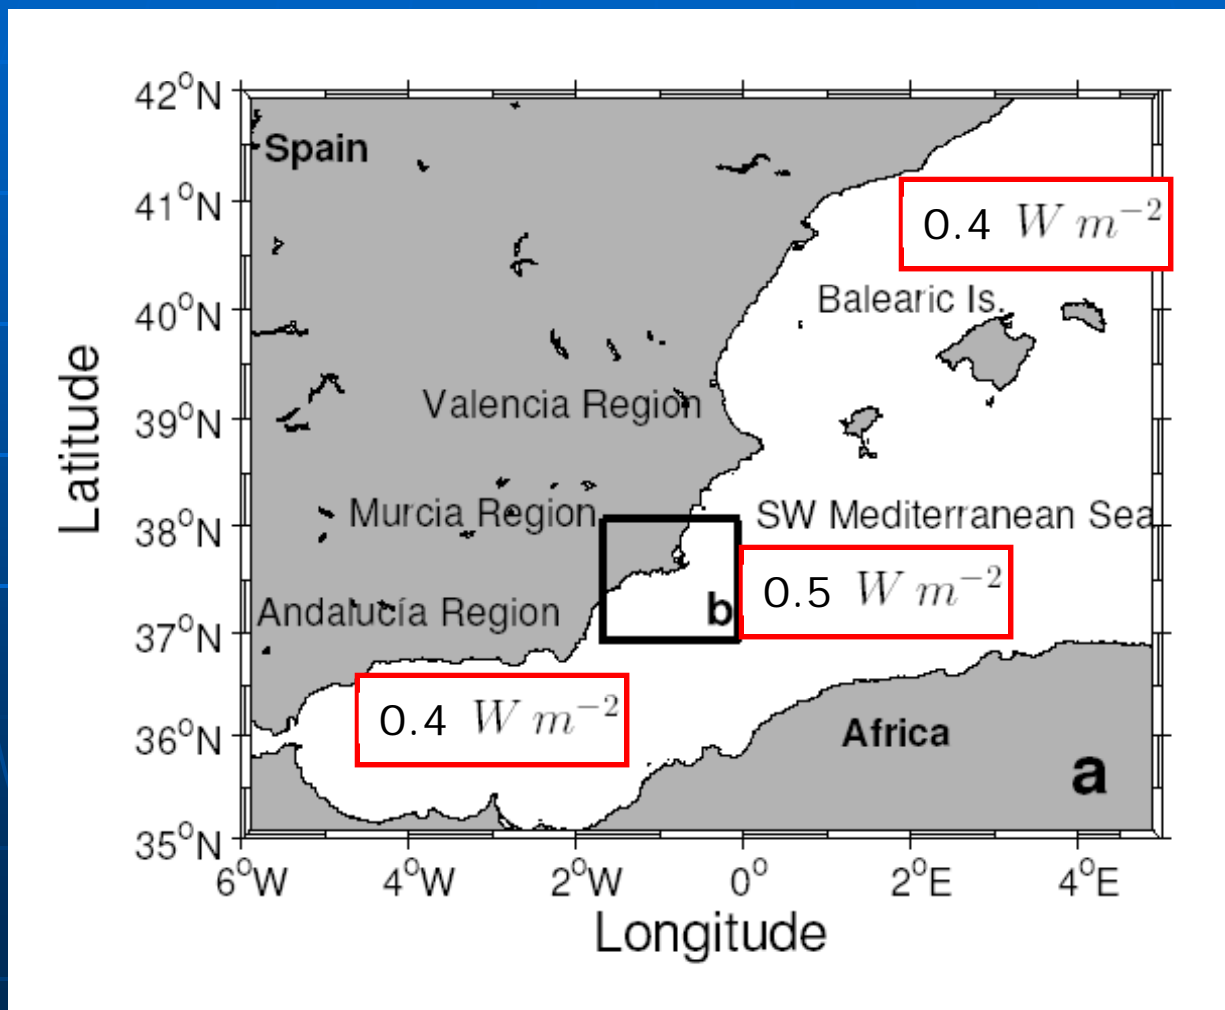 42°N
Spain
41°N
0.4 W m⁻²
40°N
Balearic Is.
Valencia Region
39°N
Murcia Region
SW Mediterranean Sea
38°N
0.5 W m⁻²
Andalucía Region
b
37°N
0.4 W m⁻²
36°N
Africa
a
35°N
6°W 4°W 2°W 0° 2°E 4°E
Longitude
Latitude